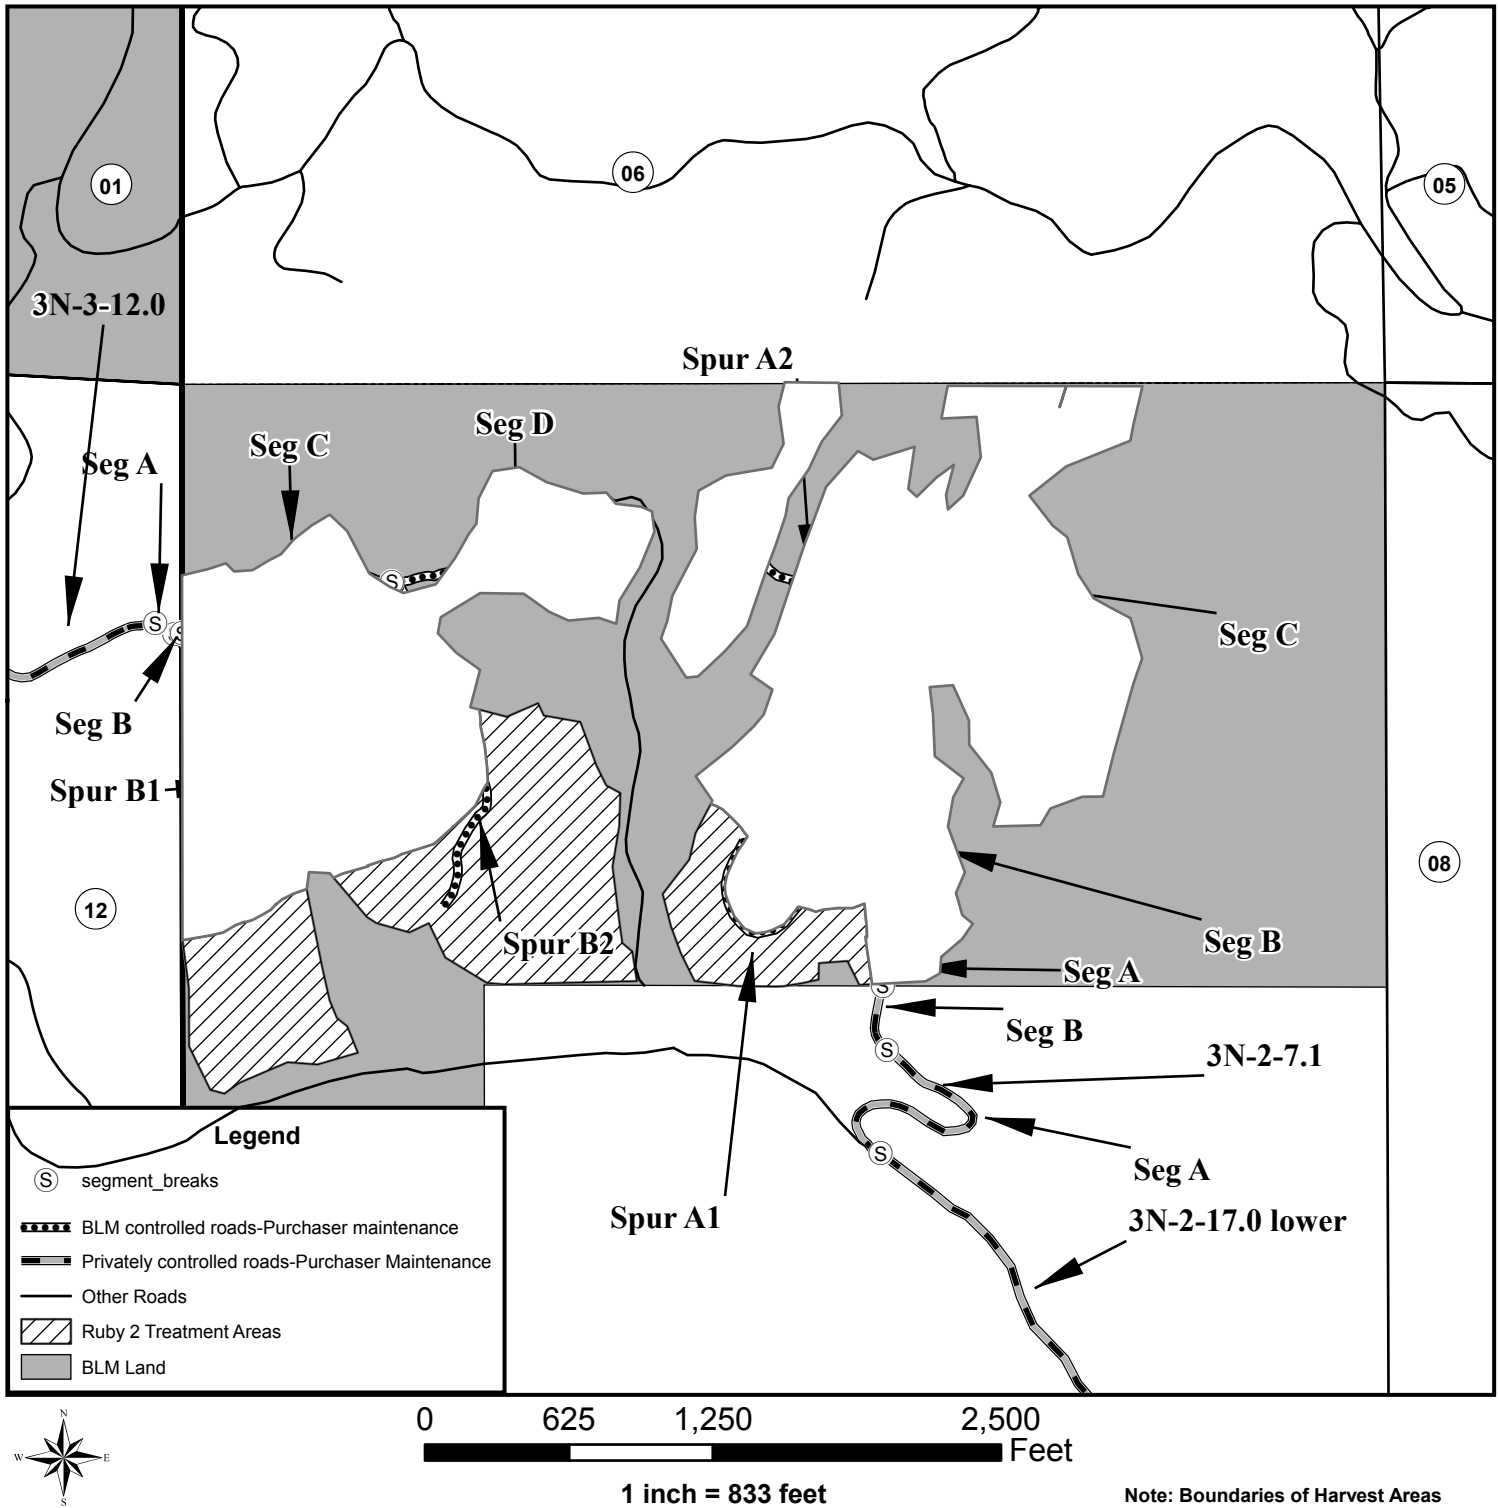 01
06
05
3N-3-12.0
Spur A2
Seg D
Seg C
Seg A
S
S
S
Seg C
Seg B
Spur B1
08
12
Spur B2
Seg B
Seg A
S
Seg B
S
3N-2-7.1
Seg A
S
Spur A1
3N-2-17.0 lower
Legend
S segment_breaks
BLM controlled roads-Purchaser maintenance
Privately controlled roads-Purchaser Maintenance
Other Roads
Ruby 2 Treatment Areas
BLM Land
N
W E
S
0 625 1,250 2,500
Feet
1 inch = 833 feet
Note: Boundaries of Harvest Areas